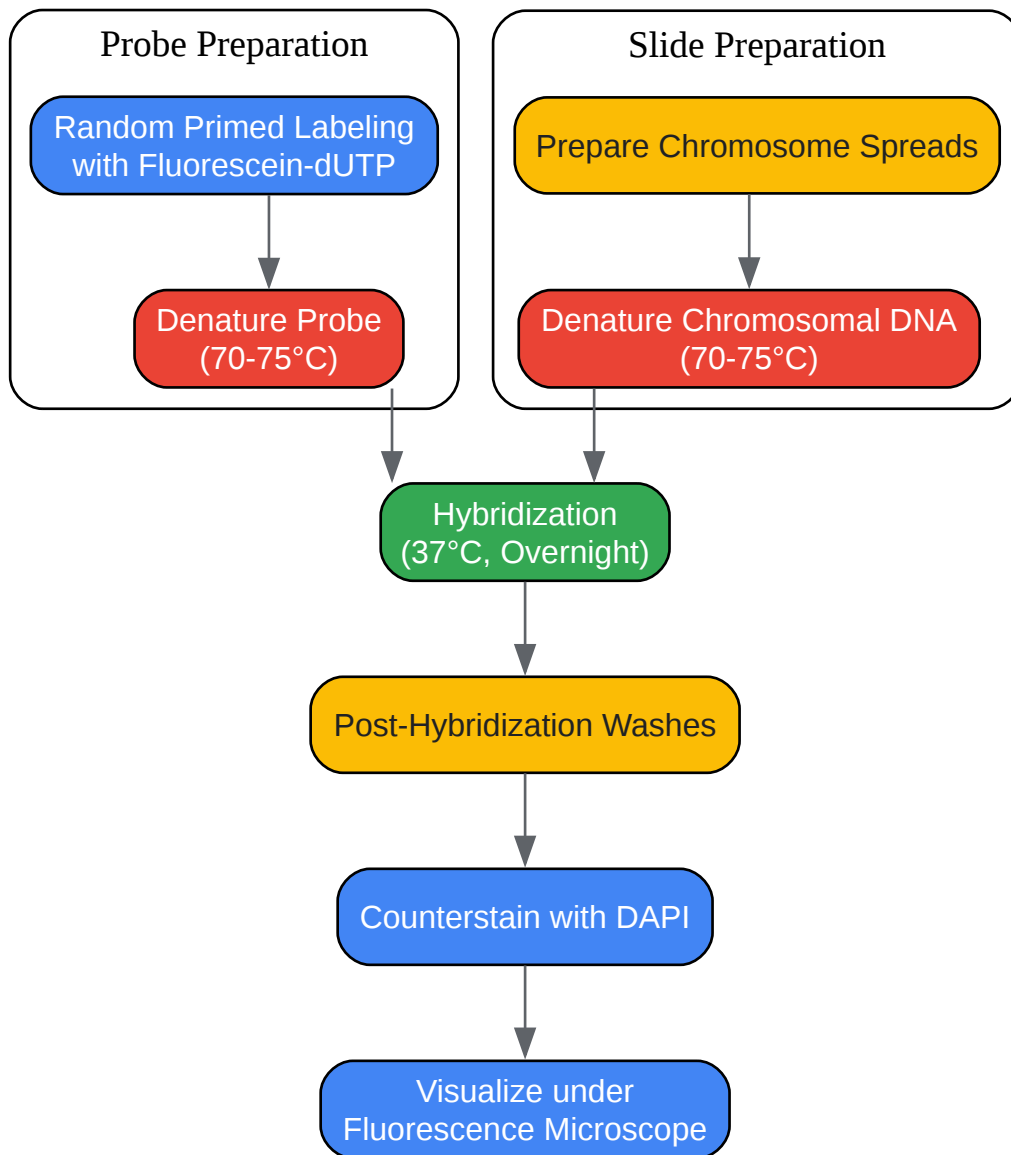 Probe Preparation
Random Primed Labeling
with Fluorescein-dUTP
Denature Probe
(70-75°C)
Slide Preparation
Prepare Chromosome Spreads
Denature Chromosomal DNA
(70-75°C)
Hybridization
(37°C, Overnight)
Post-Hybridization Washes
Counterstain with DAPI
Visualize under
Fluorescence Microscope